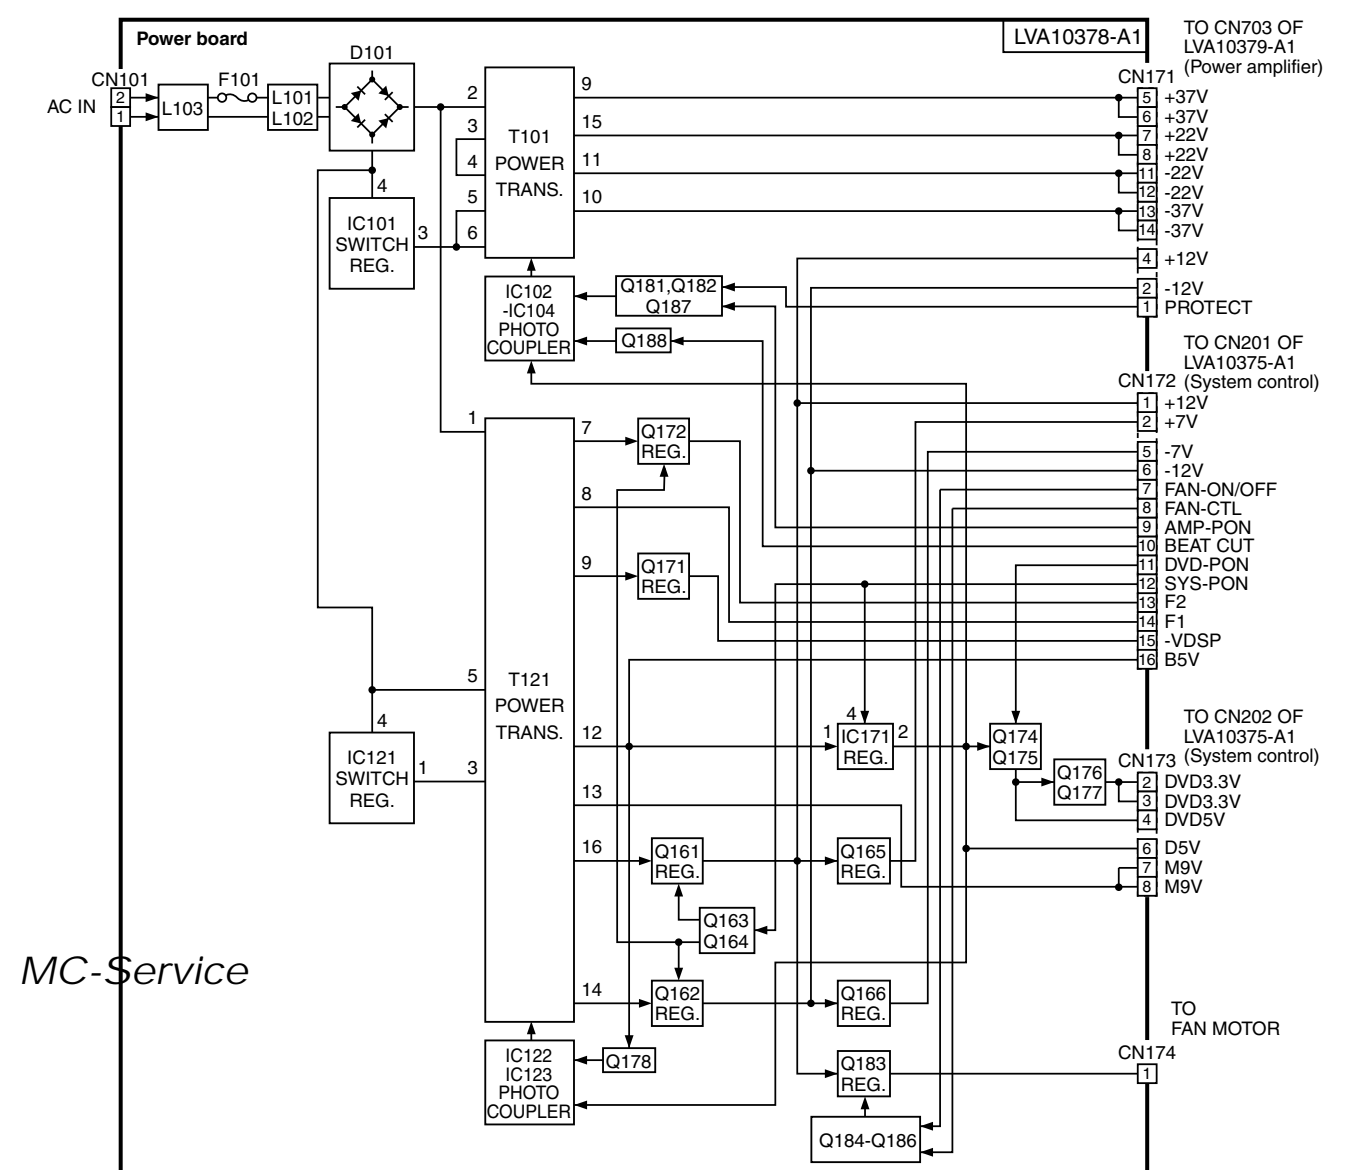 Power board
LVA10378-A1
TO CN703 OF
LVA10379-A1
(Power amplifier)
CN171
5 +37V
6 +37V
7 +22V
8 +22V
11 -22V
12 -22V
13 -37V
14 -37V
4 +12V
2 -12V
1 PROTECT
AC IN
CN101
2
1
L103
F101
L101
L102
D101
2
3
4
5
6
T101
POWER
TRANS.
9
15
11
10
4
IC101
SWITCH
REG.
3
IC102
-IC104
PHOTO
COUPLER
Q181,Q182
Q187
Q188
TO CN201 OF
LVA10375-A1
(System control)
CN172
1 +12V
2 +7V
5 -7V
6 -12V
7 FAN-ON/OFF
8 FAN-CTL
9 AMP-PON
10 BEAT CUT
11 DVD-PON
12 SYS-PON
13 F2
14 F1
15 -VDSP
16 B5V
1
5
3
T121
POWER
TRANS.
7
8
9
12
13
16
14
Q172
REG.
Q171
REG.
4
IC121
SWITCH
REG.
1
4
1
IC171
REG.
2
Q174
Q175
Q176
Q177
TO CN202 OF
LVA10375-A1
(System control)
CN173
2 DVD3.3V
3 DVD3.3V
4 DVD5V
6 D5V
7 M9V
8 M9V
Q161
REG.
Q165
REG.
Q163
Q164
Q162
REG.
Q166
REG.
MC-Service
IC122
IC123
PHOTO
COUPLER
Q178
Q183
REG.
Q184-Q186
TO
FAN MOTOR
CN174
1